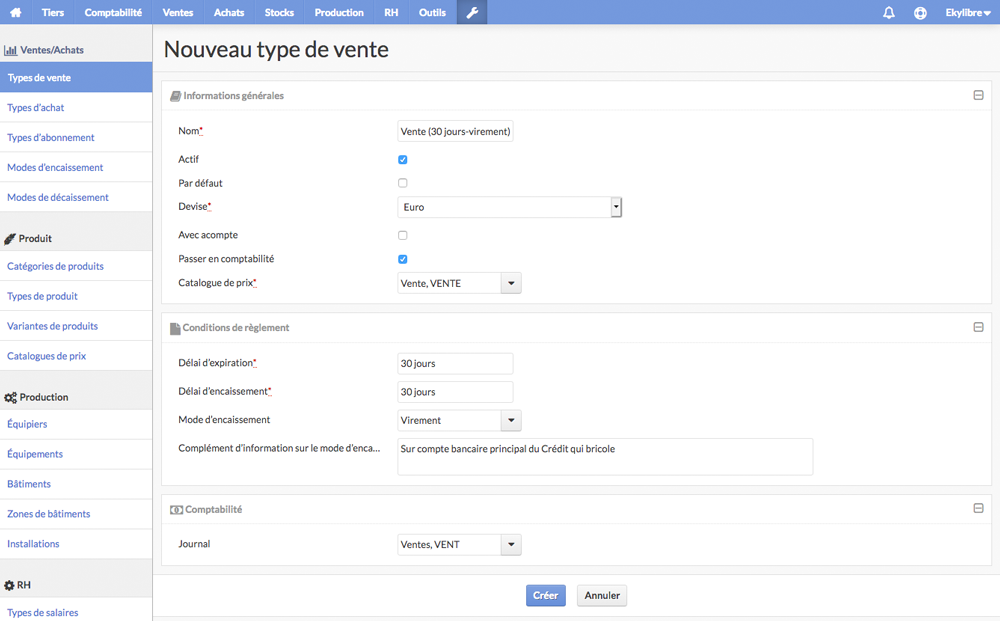 Tiers Comptabilité Ventes Achats Stocks Production RH Outils Ekylibre
Ventes/Achats
Types de vente
Types d'achat
Types d'abonnement
Modes d'encaissement
Modes de décaissement
Produit
Catégories de produits
Types de produit
Variantes de produits
Catalogues de prix
Production
Équipiers
Équipements
Bâtiments
Zones de bâtiments
Installations
RH
Types de salaires
Nouveau type de vente
Informations générales
Nom* Vente (30 jours-virement)
Actif
Par défaut
Devise* Euro
Avec acompte
Passer en comptabilité
Catalogue de prix* Vente, VENTE
Conditions de règlement
Délai d'expiration* 30 jours
Délai d'encaissement* 30 jours
Mode d'encaissement Virement
Complément d'information sur le mode d'enca... Sur compte bancaire principal du Crédit qui bricole
Comptabilité
Journal Ventes, VENT
Créer Annuler